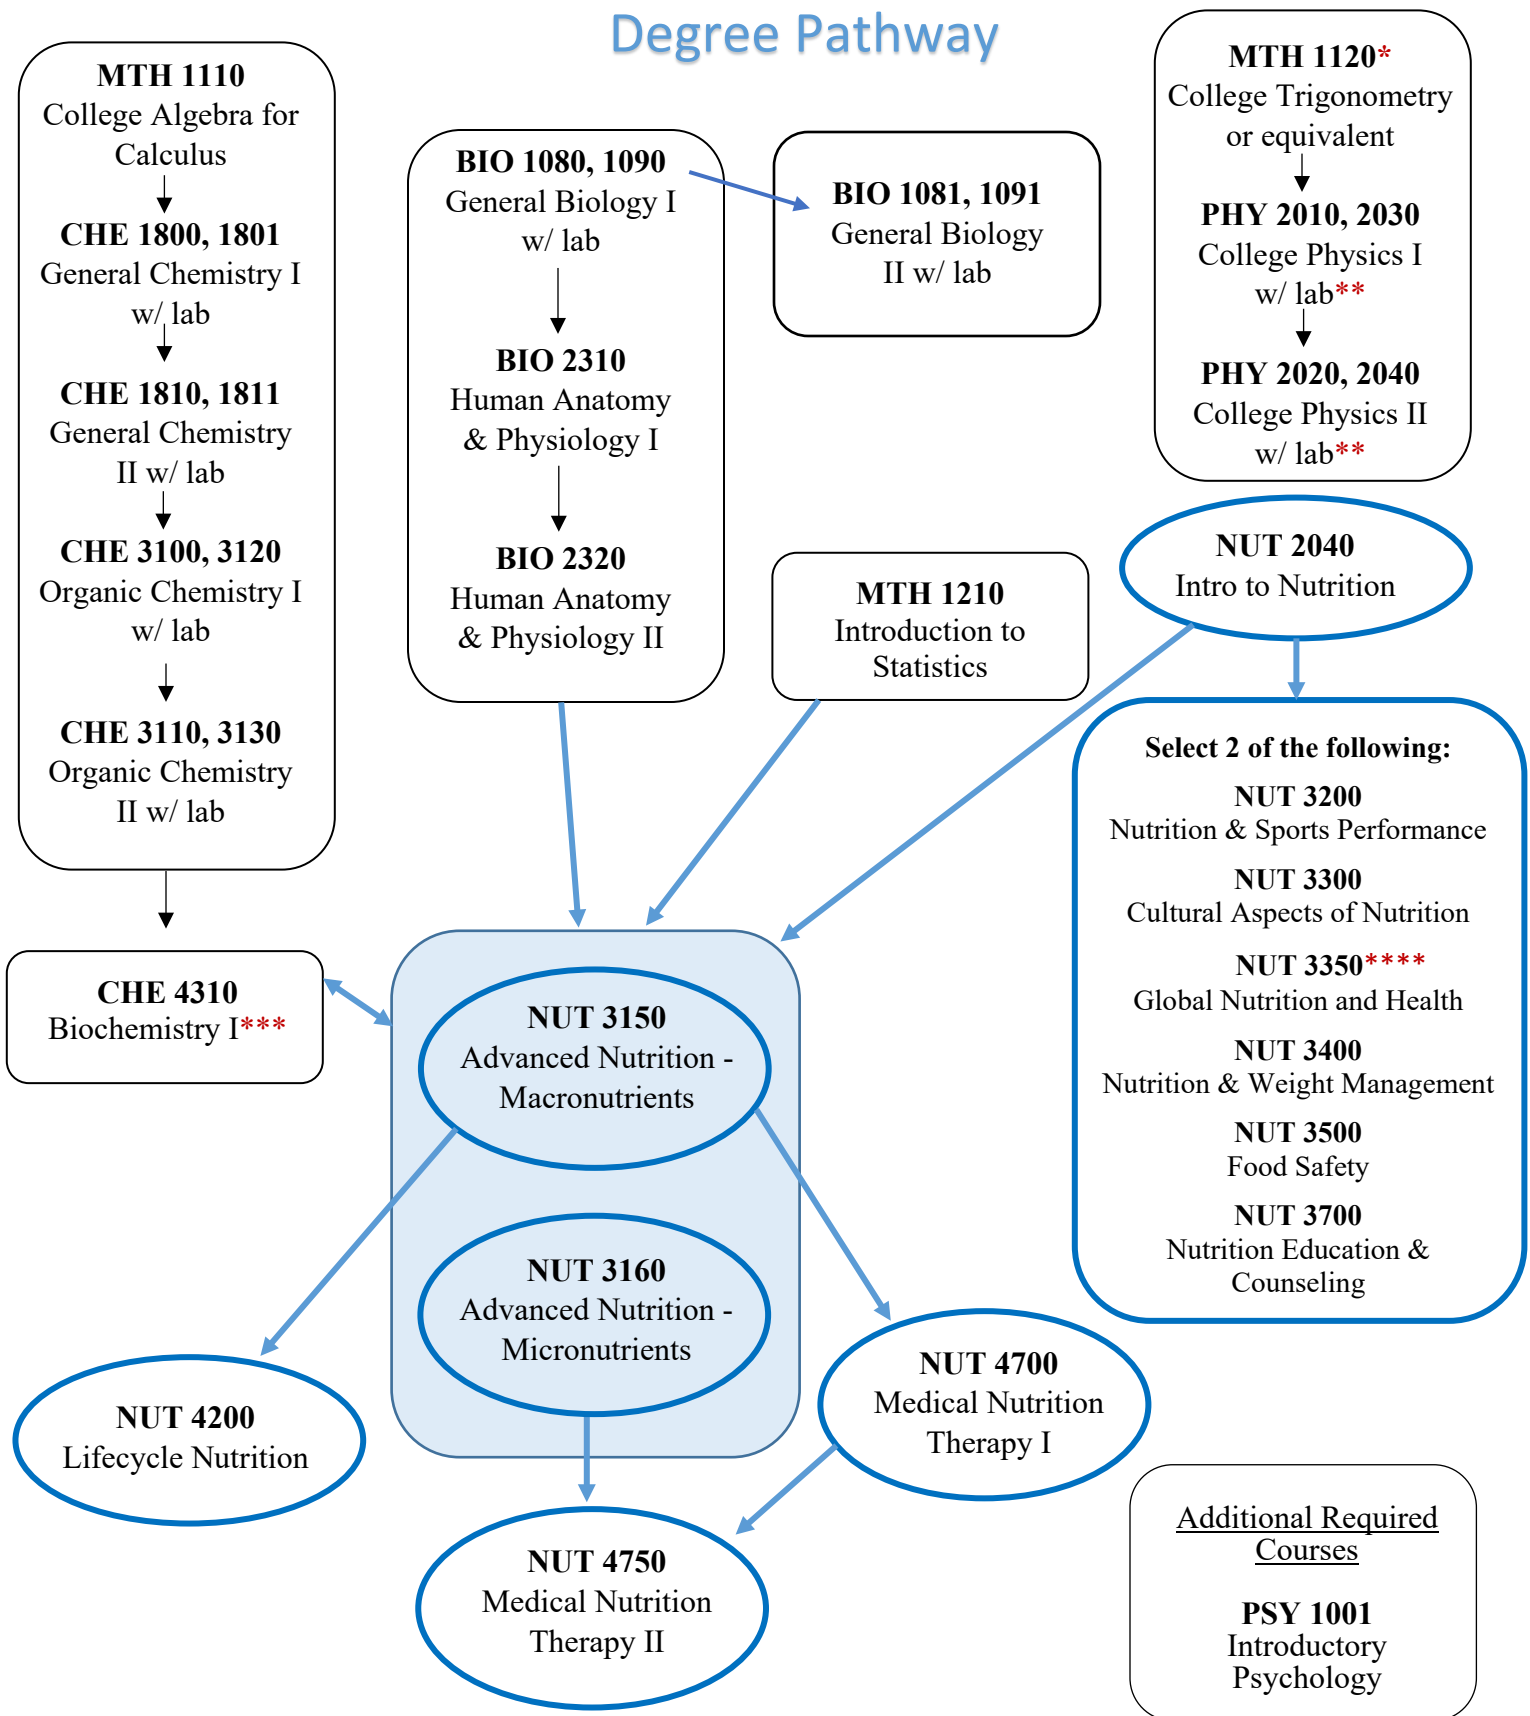 Degree Pathway
MTH 1110
College Algebra for
Calculus
CHE 1800, 1801
General Chemistry I
w/ lab
CHE 1810, 1811
General Chemistry
II w/ lab
CHE 3100, 3120
Organic Chemistry I
w/ lab
CHE 3110, 3130
Organic Chemistry
II w/ lab
CHE 4310
Biochemistry I***
BIO 1080, 1090
General Biology I
w/ lab
BIO 2310
Human Anatomy
& Physiology I
BIO 2320
Human Anatomy
& Physiology II
BIO 1081, 1091
General Biology
II w/ lab
MTH 1210
Introduction to
Statistics
MTH 1120*
College Trigonometry
or equivalent
PHY 2010, 2030
College Physics I
w/ lab**
PHY 2020, 2040
College Physics II
w/ lab**
NUT 2040
Intro to Nutrition
Select 2 of the following:
NUT 3200
Nutrition & Sports Performance
NUT 3300
Cultural Aspects of Nutrition
NUT 3350****
Global Nutrition and Health
NUT 3400
Nutrition & Weight Management
NUT 3500
Food Safety
NUT 3700
Nutrition Education &
Counseling
NUT 3150
Advanced Nutrition -
Macronutrients
NUT 3160
Advanced Nutrition -
Micronutrients
NUT 4200
Lifecycle Nutrition
NUT 4700
Medical Nutrition
Therapy I
NUT 4750
Medical Nutrition
Therapy II
Additional Required
Courses
PSY 1001
Introductory
Psychology